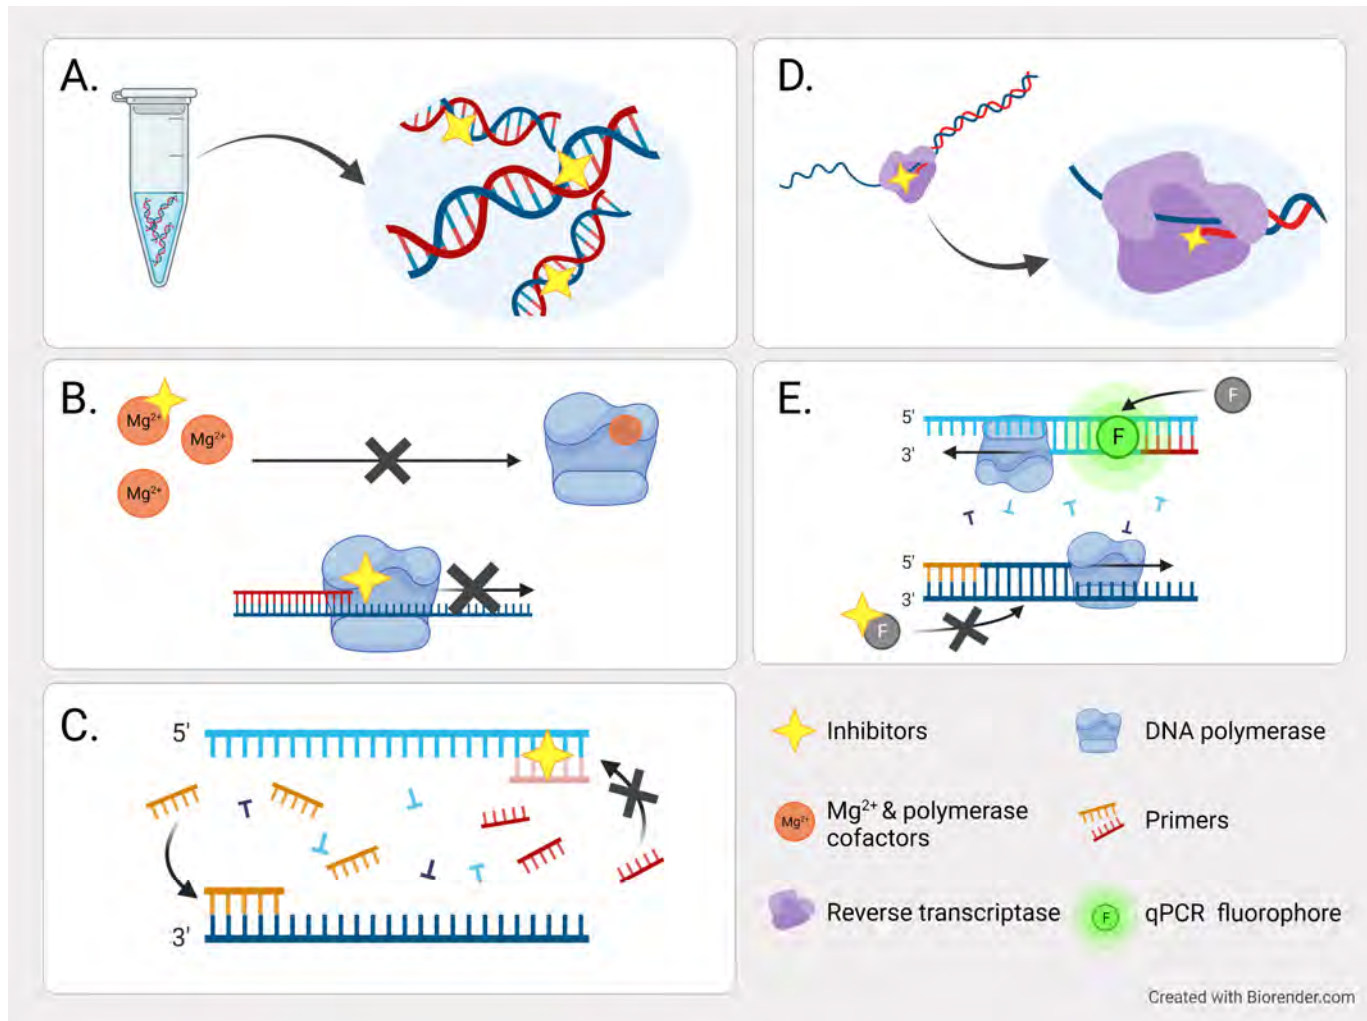 A.
B.
Mg²⁺
Mg²⁺
Mg²⁺
C.
5'
3'
D.
E.
F
5'
F
3'
5'
3'
F
Inhibitors
DNA polymerase
Mg²⁺
Mg²⁺ & polymerase
cofactors
Primers
Reverse transcriptase
F
qPCR fluorophore
Created with Biorender.com